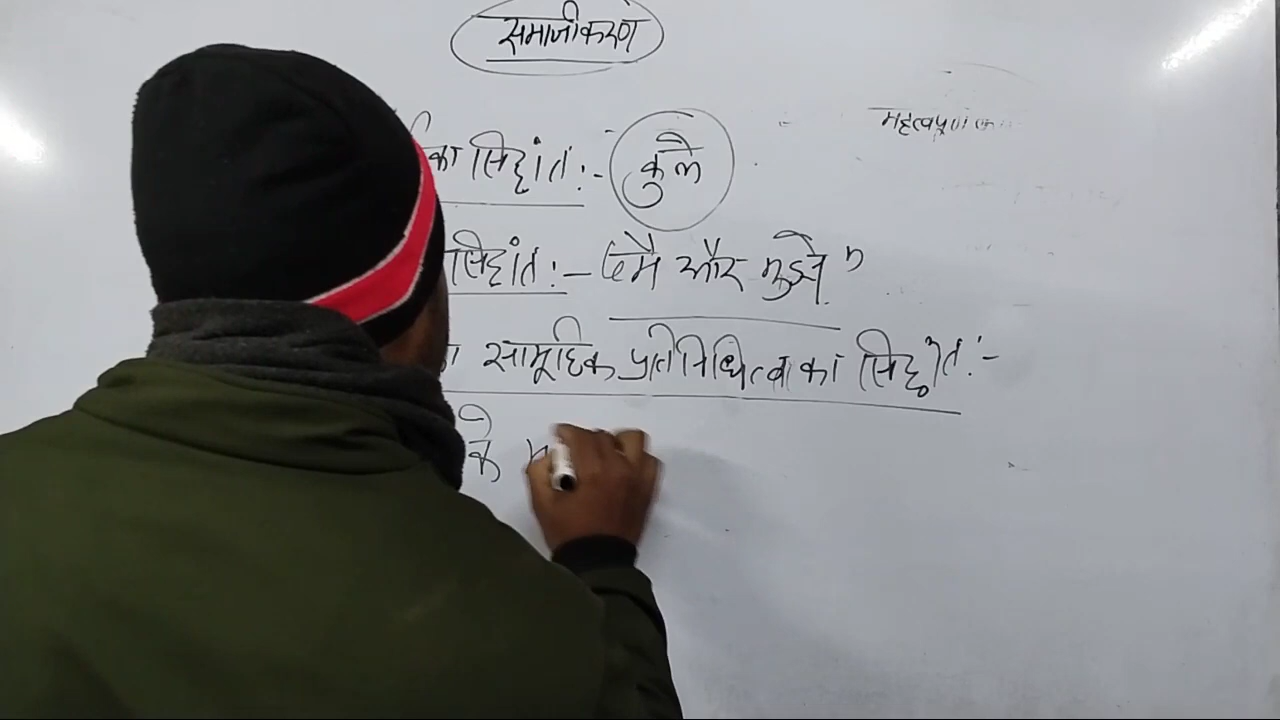 समाजीकरण
का सिद्धांत :- कुले
महत्वपूर्ण
सिद्धांत :- "मै और मुझे"
सामूहिक प्रतिनिधित्व का सिद्धांत :-
के